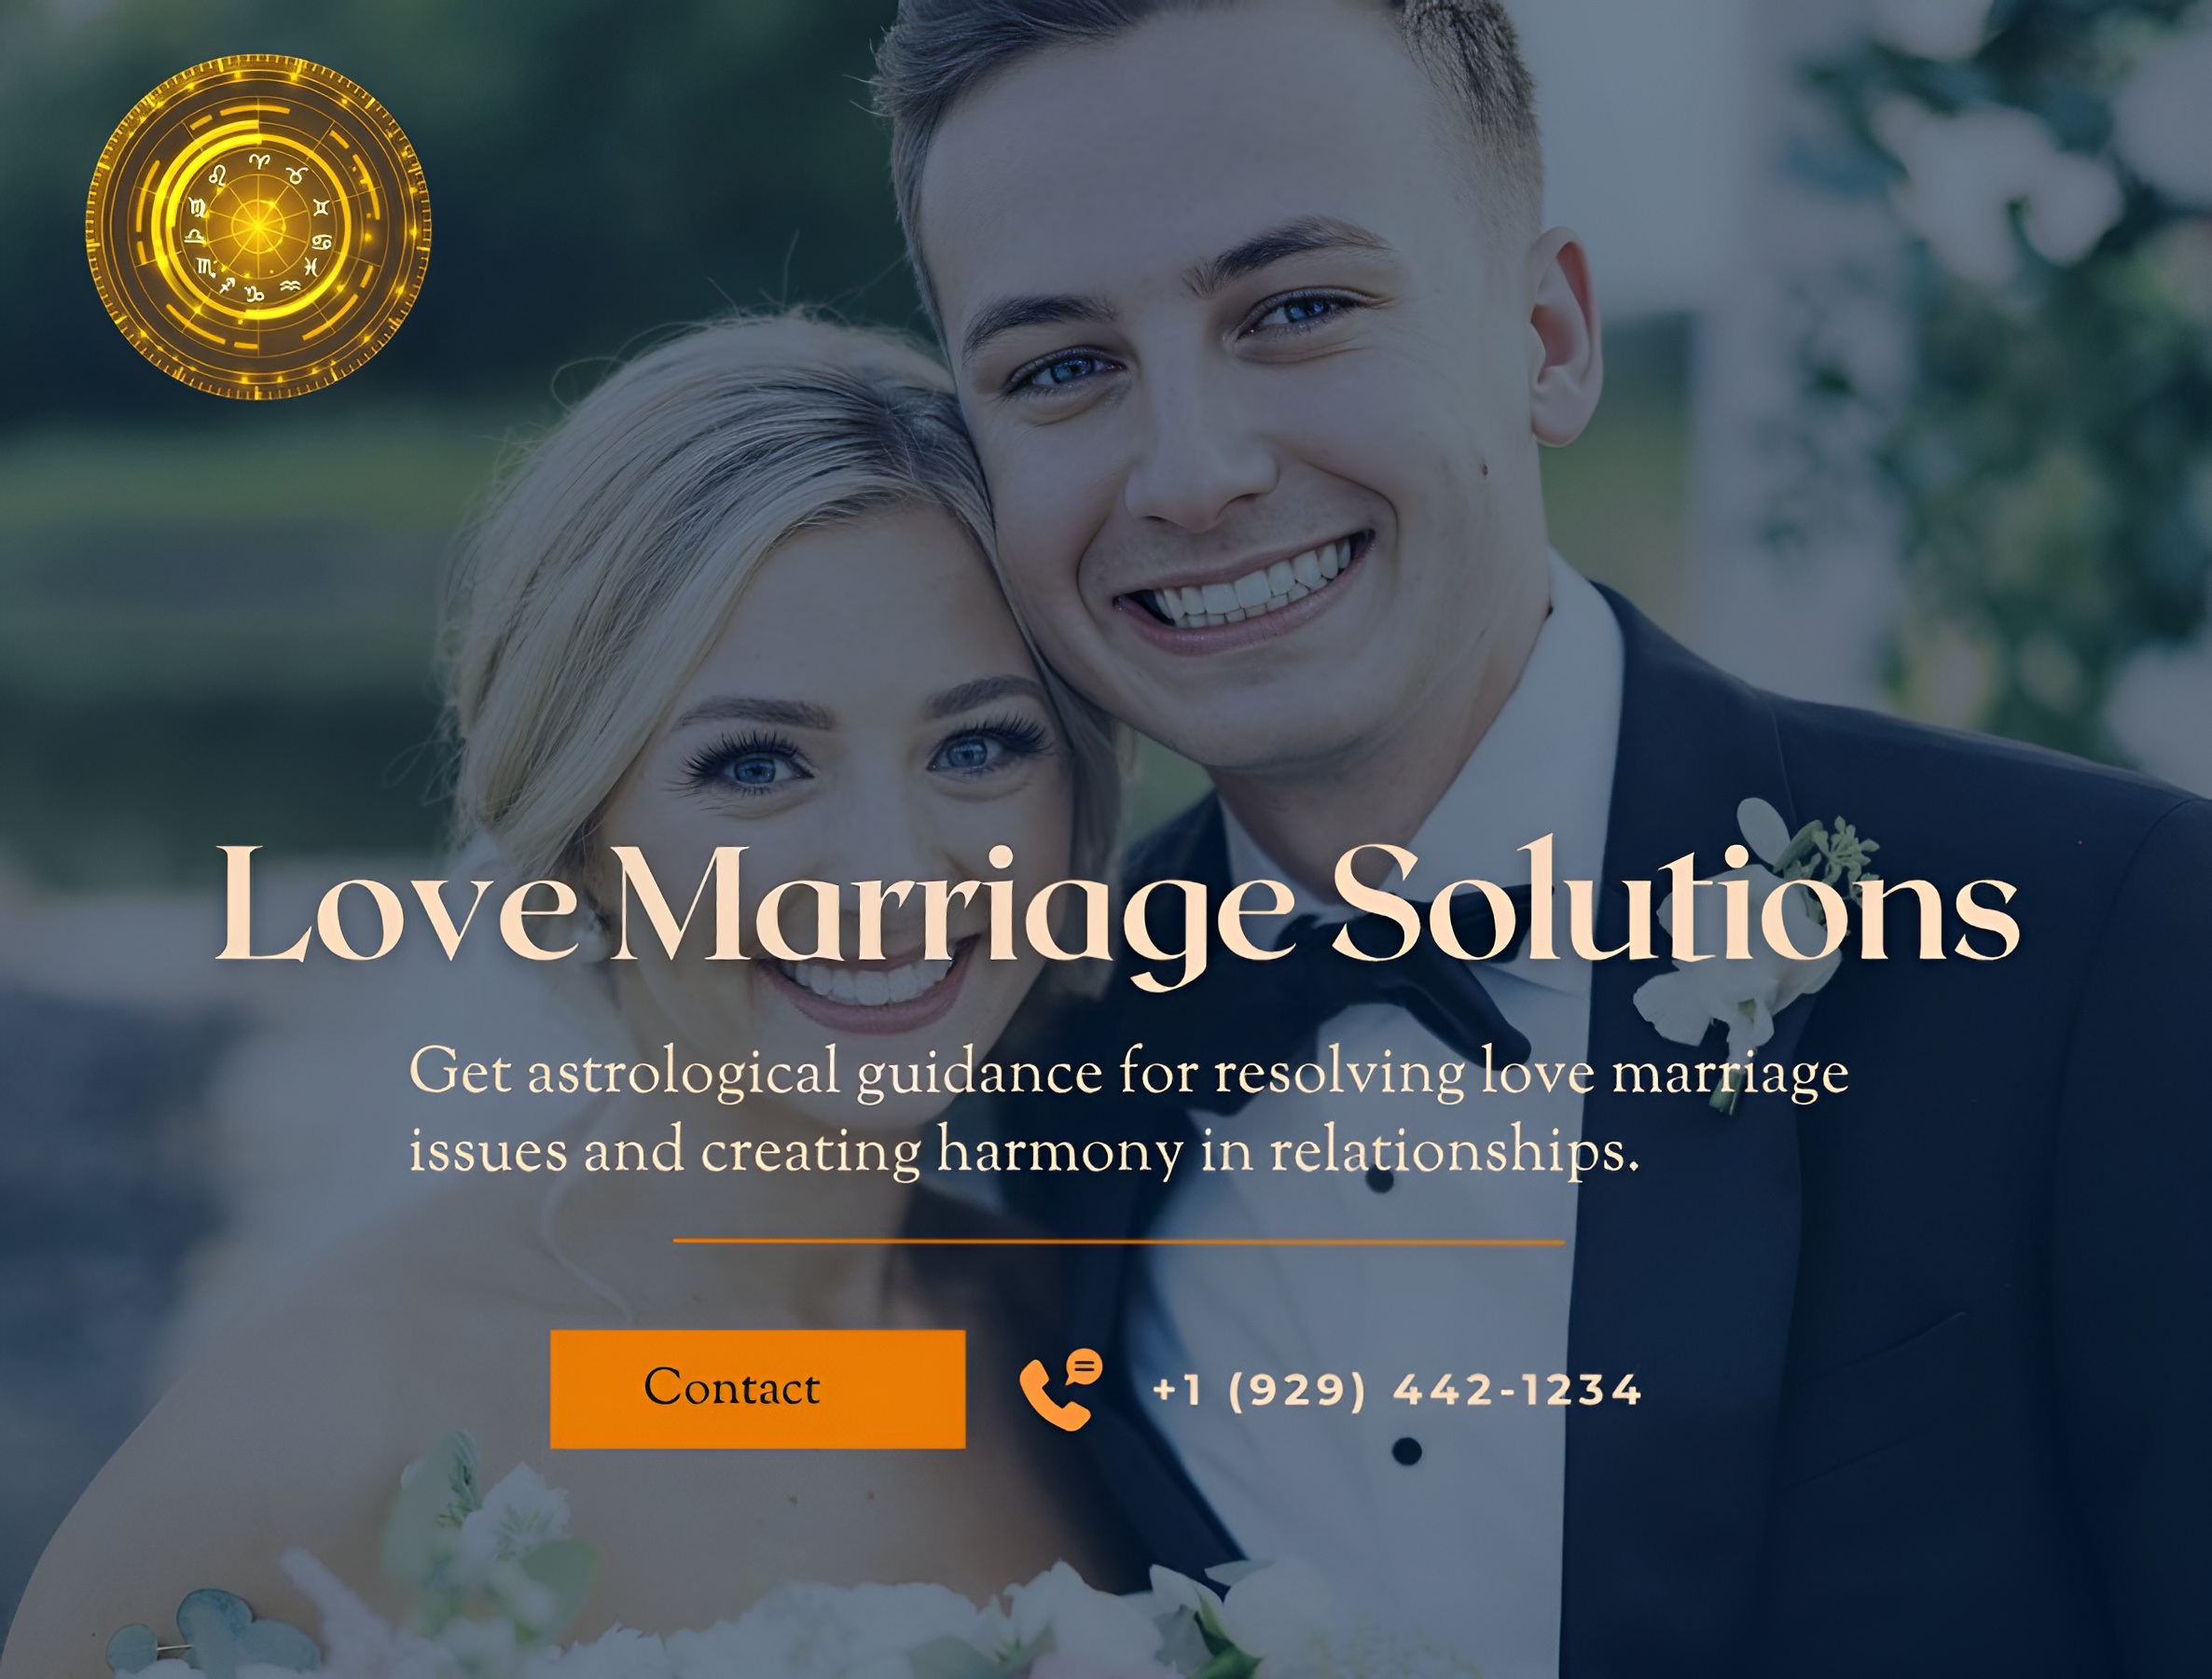 Love Marriage Solutions
Get astrological guidance for resolving love marriage
issues and creating harmony in relationships.
Contact
+1 (929) 442-1234